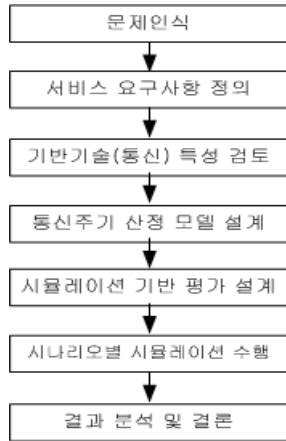 문제인식
서비스 요구사항 정의
기반기술(통신) 특성 검토
통신주기 산정 모델 설계
시뮬레이션 기반 평가 설계
시나리오별 시뮬레이션 수행
결과 분석 및 결론